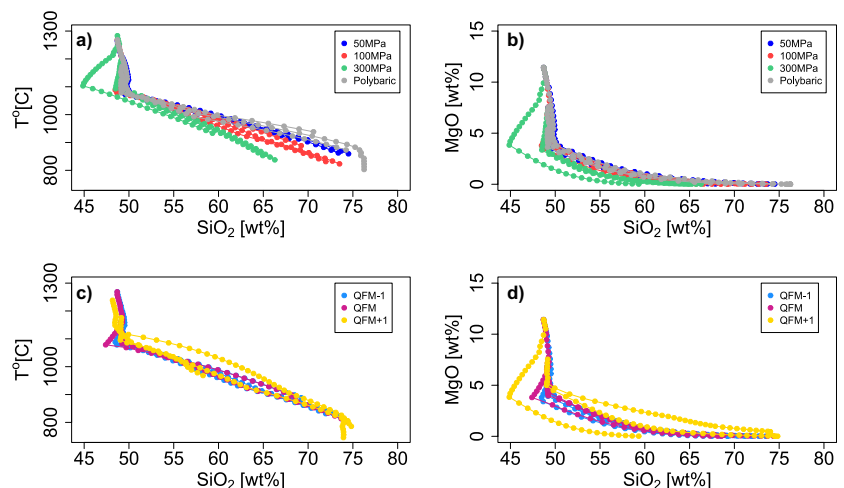 a)
50MPa
100MPa
300MPa
Polybaric
1300
1000
800
T°[C]
45 50 55 60 65 70 75 80
SiO₂ [wt%]
b)
50MPa
100MPa
300MPa
Polybaric
15
10
5
0
MgO [wt%]
45 50 55 60 65 70 75 80
SiO₂ [wt%]
c)
QFM-1
QFM
QFM+1
1300
1000
800
T°[C]
45 50 55 60 65 70 75 80
SiO₂ [wt%]
d)
QFM-1
QFM
QFM+1
15
10
5
0
MgO [wt%]
45 50 55 60 65 70 75 80
SiO₂ [wt%]